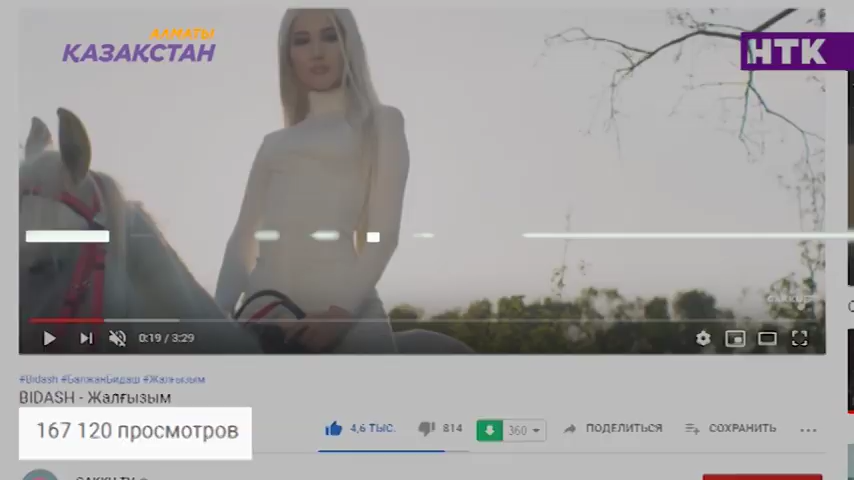 АЛМАТЫ
ҚАЗАҚСТАН
НТК
0:19 / 3:29
#Bidash #БалжанБидаш #Жалғызым
BIDASH - Жалғызым
167 120 просмотров
4,6 ТЫС.
814
360
ПОДЕЛИТЬСЯ
СОХРАНИТЬ